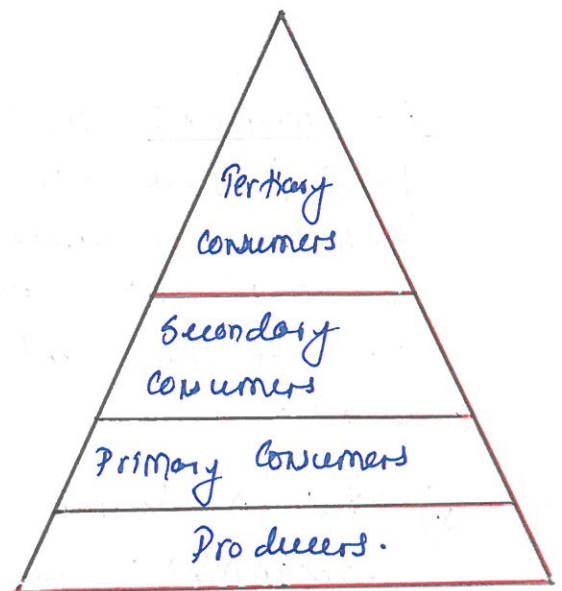 Tertiary
consumers
Secondary
consumers
Primary Consumers
Producers.